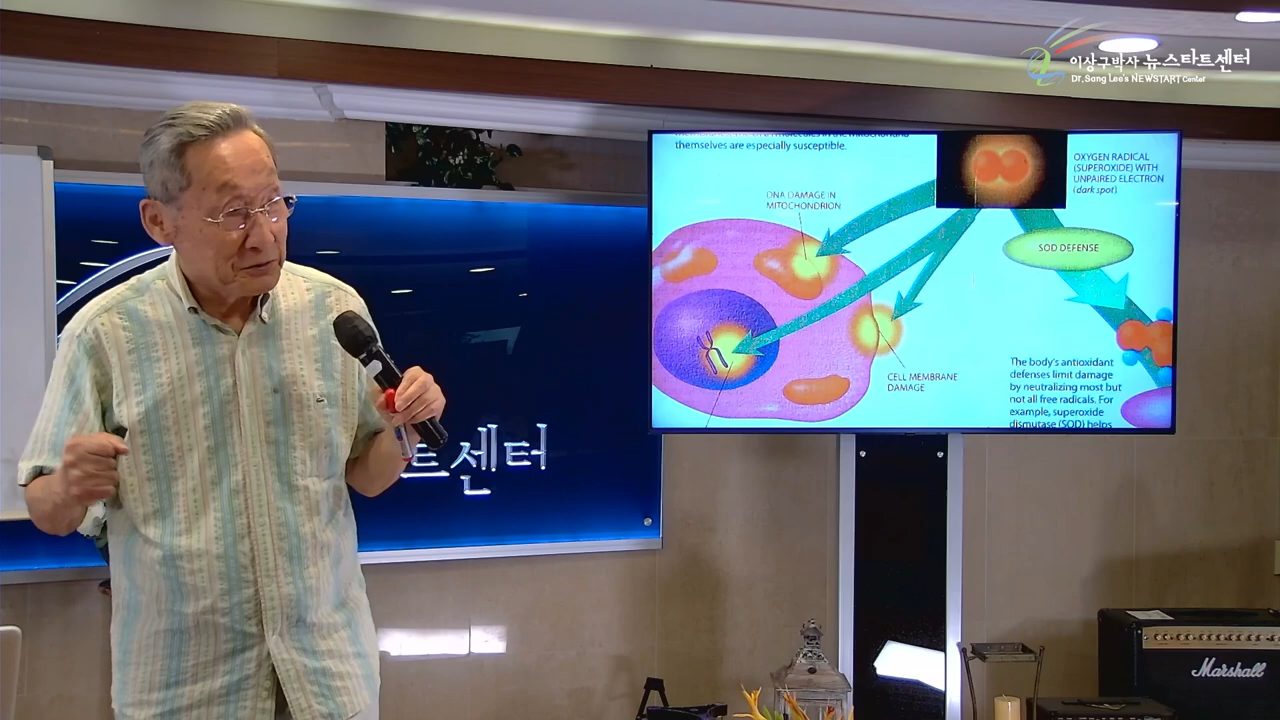 이상구박사 뉴스타트센터
Dr. Sang Lee's NEWSTART Center
themselves are especially susceptible.
OXYGEN RADICAL
(SUPEROXIDE) WITH
UNPAIRED ELECTRON
(dark spot)
DNA DAMAGE IN
MITOCHONDRION
SOD DEFENSE
CELL MEMBRANE
DAMAGE
The body's antioxidant
defenses limit damage
by neutralizing most but
not all free radicals. For
example, superoxide
dismutase (SOD) helps
트센터
Marshall